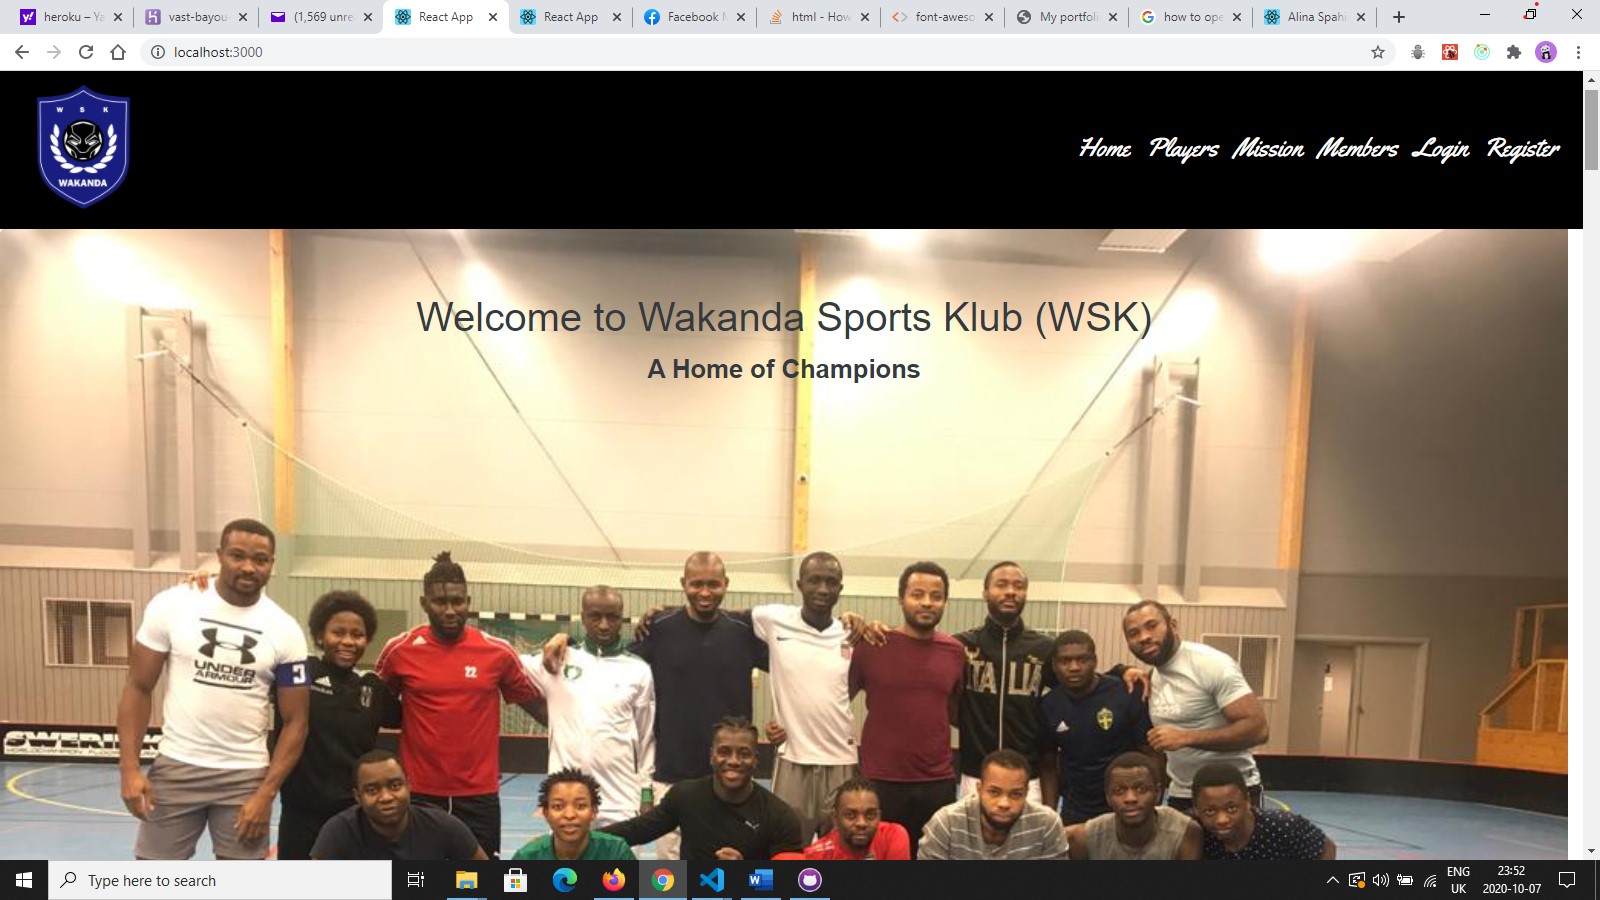 heroku – Ya
vast-bayou
(1,569 unre
React App
React App
Facebook
html - How
font-aweso
My portfoli
how to ope
Alina Spahi
localhost:3000
W S K
WAKANDA
Home Players Mission Members Login Register
Welcome to Wakanda Sports Klub (WSK)
A Home of Champions
UNDER
ARMOUR
C
22
ITALIA
Type here to search
ENG
UK
23:52
2020-10-07